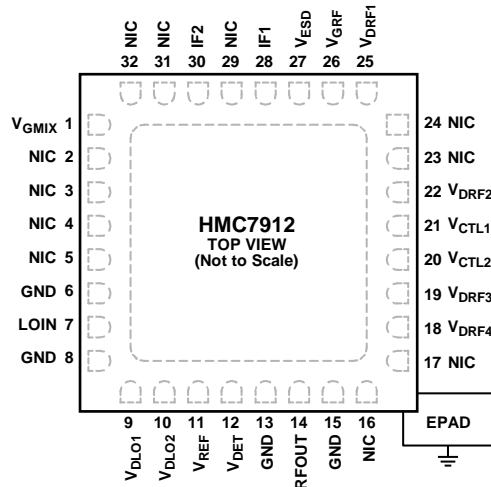 32 NIC
31 NIC
30 IF2
29 NIC
28 IF1
27 VESD
26 VGRF
25 VDRF1
VGMIX 1
NIC 2
NIC 3
NIC 4
NIC 5
GND 6
LOIN 7
GND 8
HMC7912
TOP VIEW
(Not to Scale)
24 NIC
23 NIC
22 VDRF2
21 VCTL1
20 VCTL2
19 VDRF3
18 VDRF4
17 NIC
9 VDLO1
10 VDLO2
11 VREF
12 VDET
13 GND
14 RFOUT
15 GND
16 NIC
EPAD